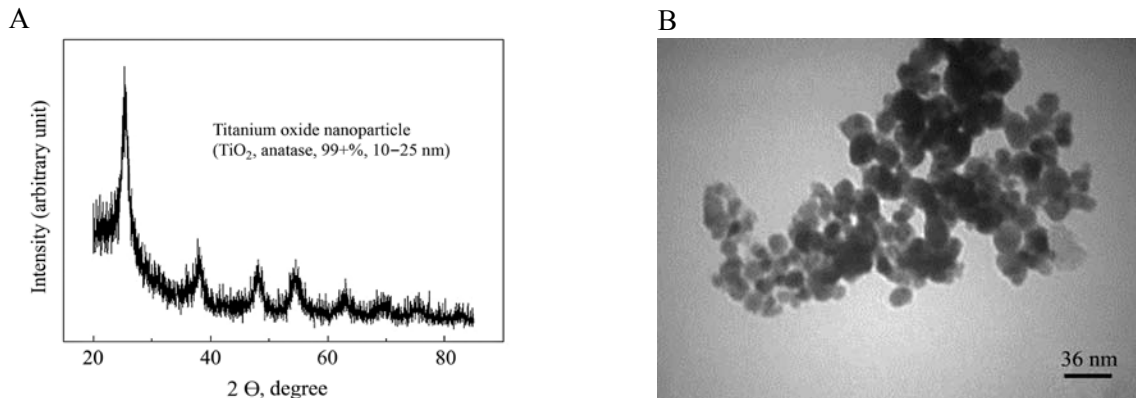 A
B
Intensity (arbitrary unit)
Titanium oxide nanoparticle
(TiO₂, anatase, 99+%, 10−25 nm)
20
40
60
80
2 Θ, degree
36 nm